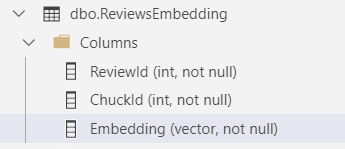 dbo.ReviewsEmbedding
Columns
ReviewId (int, not null)
ChuckId (int, not null)
Embedding (vector, not null)